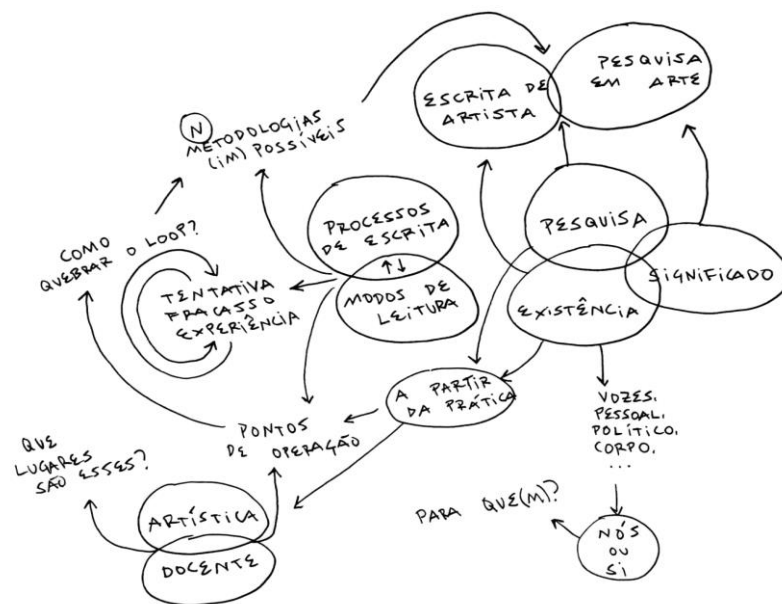 PESQUISA
EM ARTE
ESCRITA DE
ARTISTA
N
METODOLOGIAS
(IM) POSSÍVEIS
PROCESSOS
DE ESCRITA
↑↓
MODOS DE
LEITURA
PESQUISA
SIGNIFICADO
EXISTÊNCIA
COMO
QUEBRAR O LOOP?
TENTATIVA
FRACASSO
EXPERIÊNCIA
A PARTIR
DA PRÁTICA
VOZES,
PESSOAL,
POLÍTICO,
CORPO,
...
PONTOS
DE OPERAÇÃO
QUE
LUGARES
SÃO ESSES?
ARTÍSTICA
DOCENTE
PARA QUE(M)?
NÓS
OU
SI